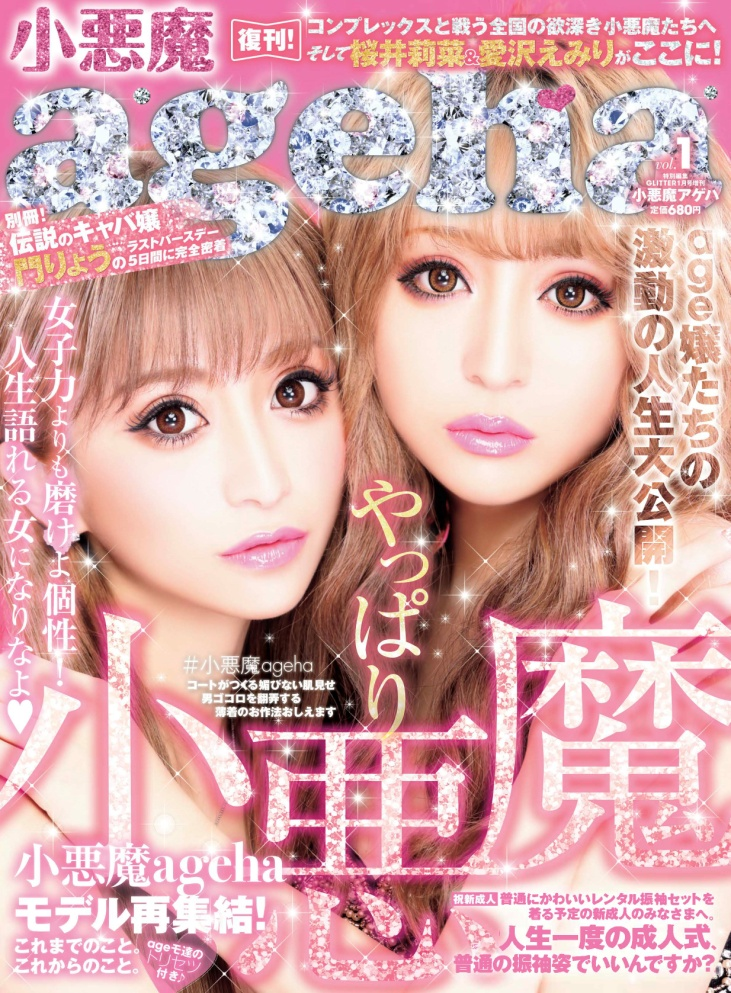 小悪魔
ageha
復刊!
コンプレックスと戦う全国の欲深き小悪魔たちへ
そして桜井莉菜&愛沢えみりがここに!
vol.1
特別編集
GLITTER1月号増刊
小悪魔アゲハ
定価680円
別冊!
伝説のキャバ嬢
門りょうの
ラストバースデー
5日間に完全密着
age嬢たちの
激動の人生大公開!
女子力よりも磨けよ個性!
人生語れる女になりなよ♥
やっぱり
小悪魔
#小悪魔ageha
コートがつくる媚びない肌見せ
男ゴコロを翻弄する
薄着のお作法おしえます
小悪魔ageha
モデル再集結!
これまでのこと。
これからのこと。
ageモ達の
トリセツ
付き♪
祝新成人 普通にかわいいレンタル振袖セットを
着る予定の新成人のみなさまへ。
人生一度の成人式、
普通の振袖姿でいいんですか?